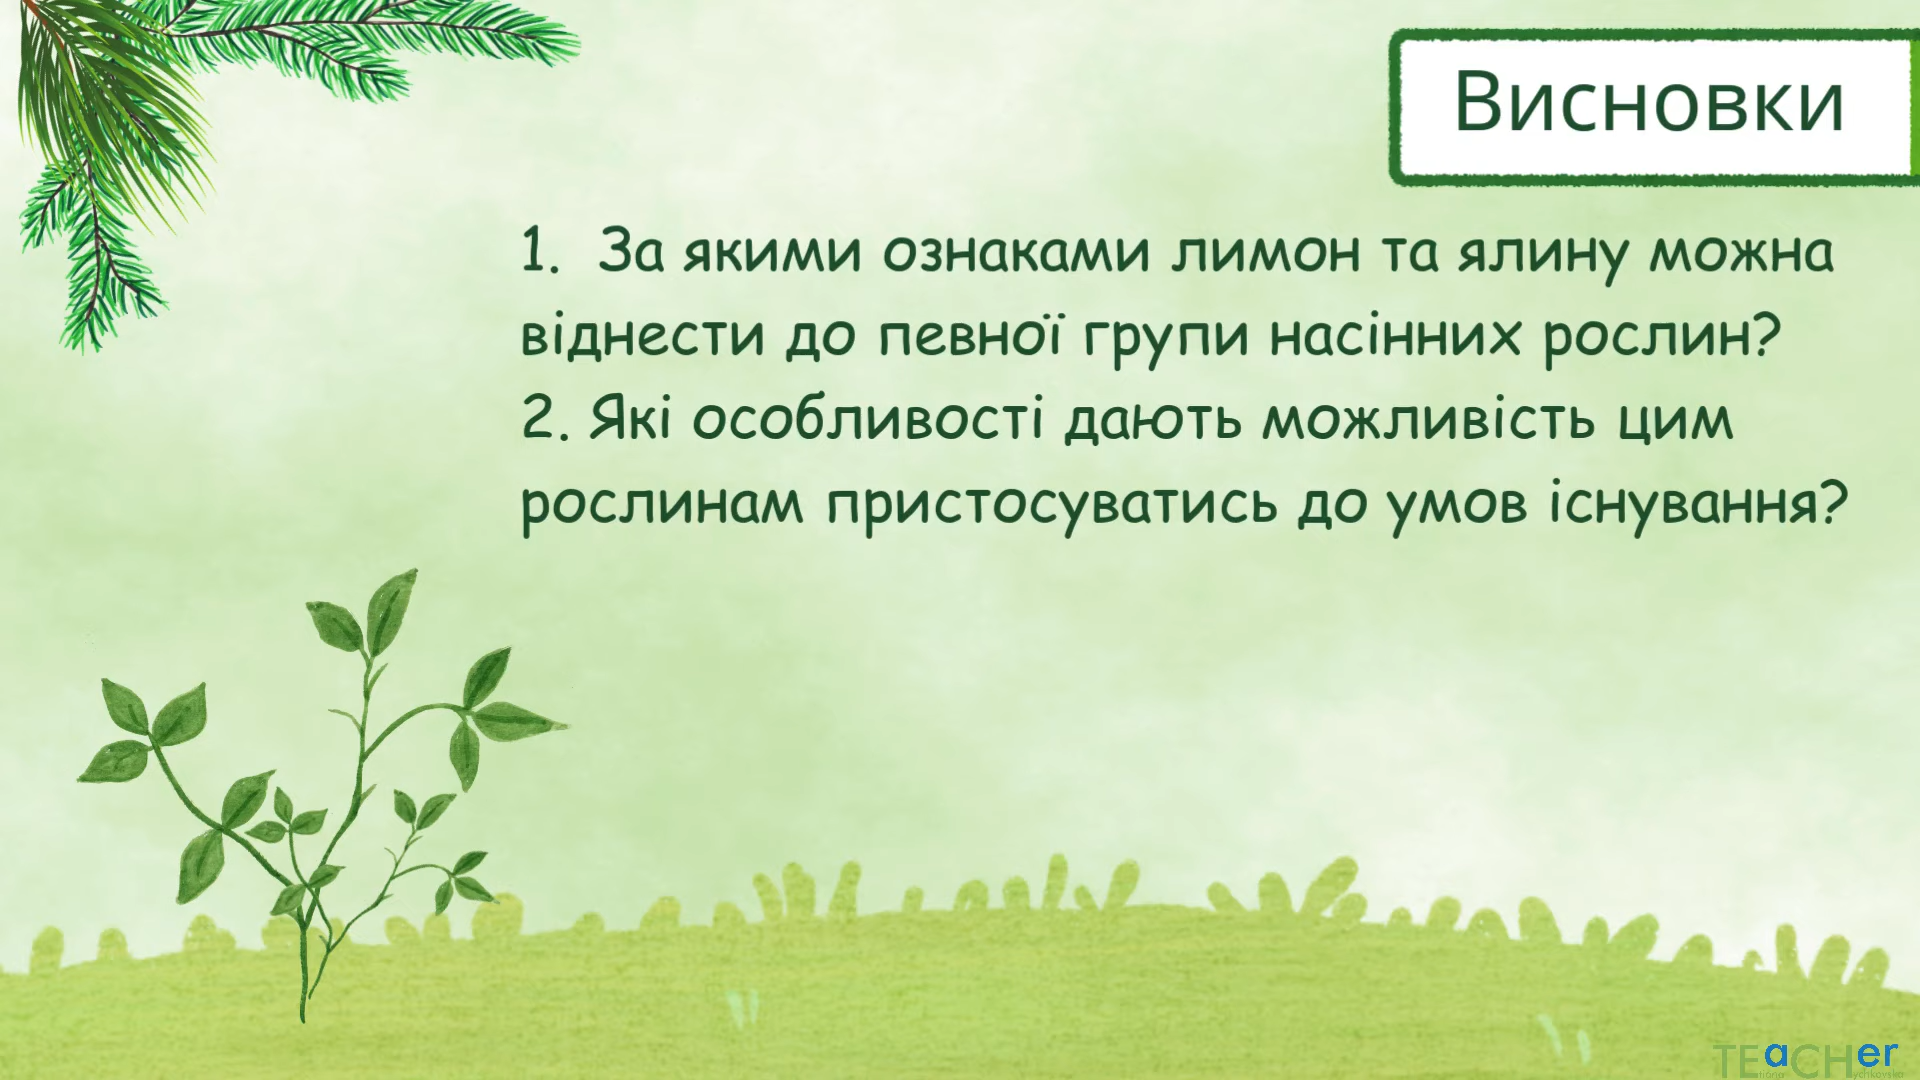 Висновки
1. За якими ознаками лимон та ялину можна
віднести до певної групи насінних рослин?
2. Які особливості дають можливість цим
рослинам пристосуватись до умов існування?
TEaCHer